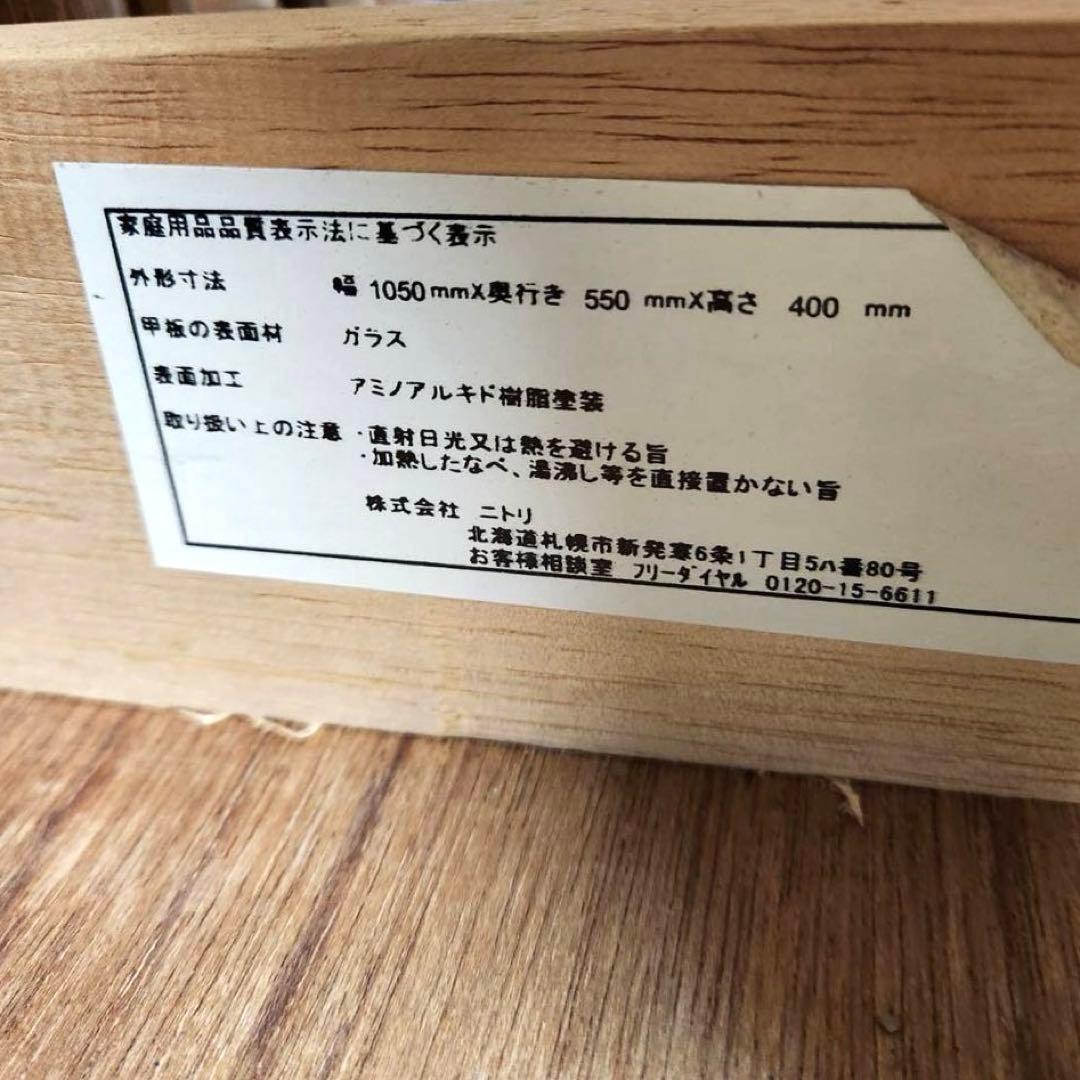 家庭用品品質表示法に基づく表示
外形寸法 幅 1050mmX奥行き 550 mmX高さ 400 mm
甲板の表面材 ガラス
表面加工 アミノアルキド樹脂塗装
取り扱い上の注意 ・直射日光又は熱を避ける旨
・加熱したなべ、湯沸し等を直接置かない旨
株式会社 ニトリ
北海道札幌市新発寒6条1丁目5ハ番80号
お客様相談室 フリーダイヤル 0120-15-6611